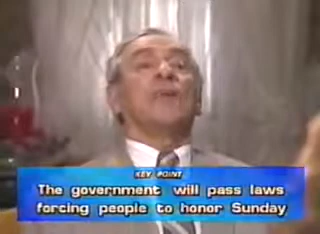 KEY POINT
The government will pass laws
forcing people to honor Sunday